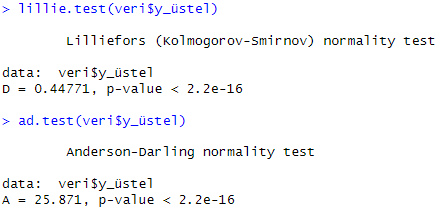 > lillie.test(veri$y_üstel)
Lilliefors (Kolmogorov-Smirnov) normality test
data:  veri$y_üstel
D = 0.44771, p-value < 2.2e-16
> ad.test(veri$y_üstel)
Anderson-Darling normality test
data:  veri$y_üstel
A = 25.871, p-value < 2.2e-16